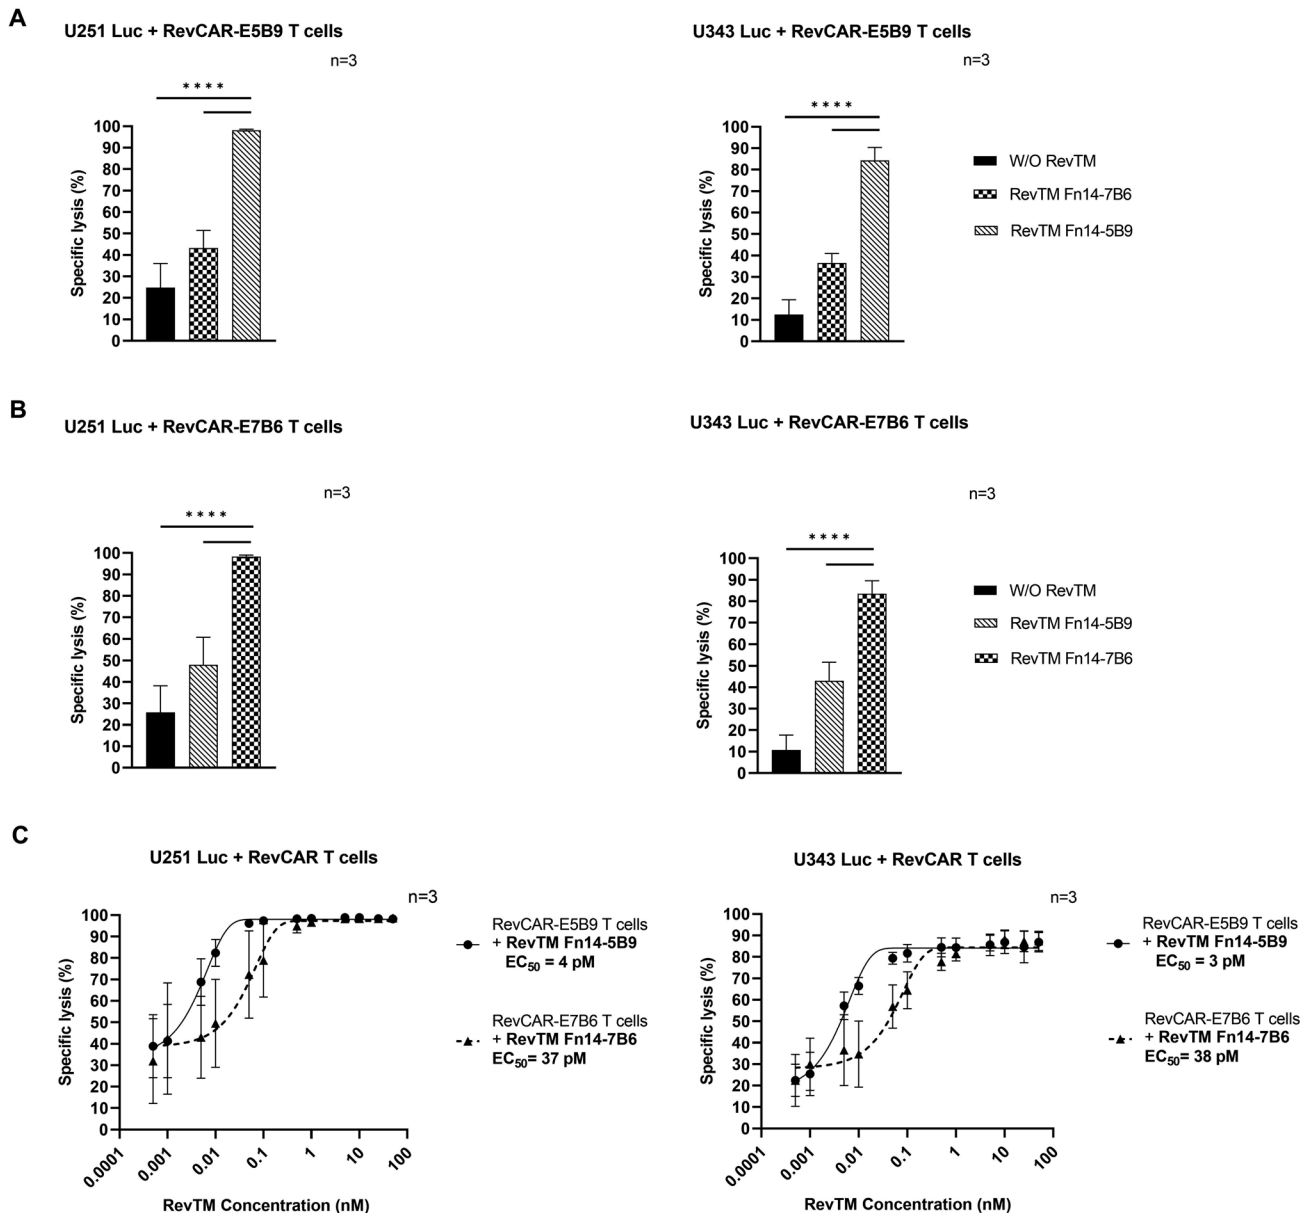 A
U251 Luc + RevCAR-E5B9 T cells
n=3
****
100
90
80
70
60
50
40
30
20
10
0
Specific lysis (%)
U343 Luc + RevCAR-E5B9 T cells
n=3
****
100
90
80
70
60
50
40
30
20
10
0
Specific lysis (%)
W/O RevTM
RevTM Fn14-7B6
RevTM Fn14-5B9
B
U251 Luc + RevCAR-E7B6 T cells
n=3
****
100
90
80
70
60
50
40
30
20
10
0
Specific lysis (%)
U343 Luc + RevCAR-E7B6 T cells
n=3
****
100
90
80
70
60
50
40
30
20
10
0
Specific lysis (%)
W/O RevTM
RevTM Fn14-5B9
RevTM Fn14-7B6
C
U251 Luc + RevCAR T cells
n=3
100
90
80
70
60
50
40
30
20
10
0
Specific lysis (%)
0.0001
0.001
0.01
0.1
1
10
100
RevTM Concentration (nM)
RevCAR-E5B9 T cells
+ RevTM Fn14-5B9
EC50 = 4 pM
RevCAR-E7B6 T cells
+ RevTM Fn14-7B6
EC50= 37 pM
U343 Luc + RevCAR T cells
n=3
100
90
80
70
60
50
40
30
20
10
0
Specific lysis (%)
0.0001
0.001
0.01
0.1
1
10
100
RevTM Concentration (nM)
RevCAR-E5B9 T cells
+ RevTM Fn14-5B9
EC50 = 3 pM
RevCAR-E7B6 T cells
+ RevTM Fn14-7B6
EC50= 38 pM